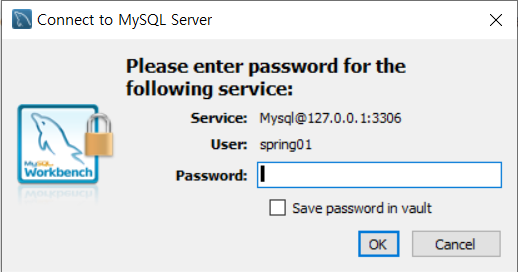 Connect to MySQL Server
Please enter password for the
following service:
Service: Mysql@127.0.0.1:3306
User: spring01
MySQL
Workbench
Password:
Save password in vault
OK Cancel